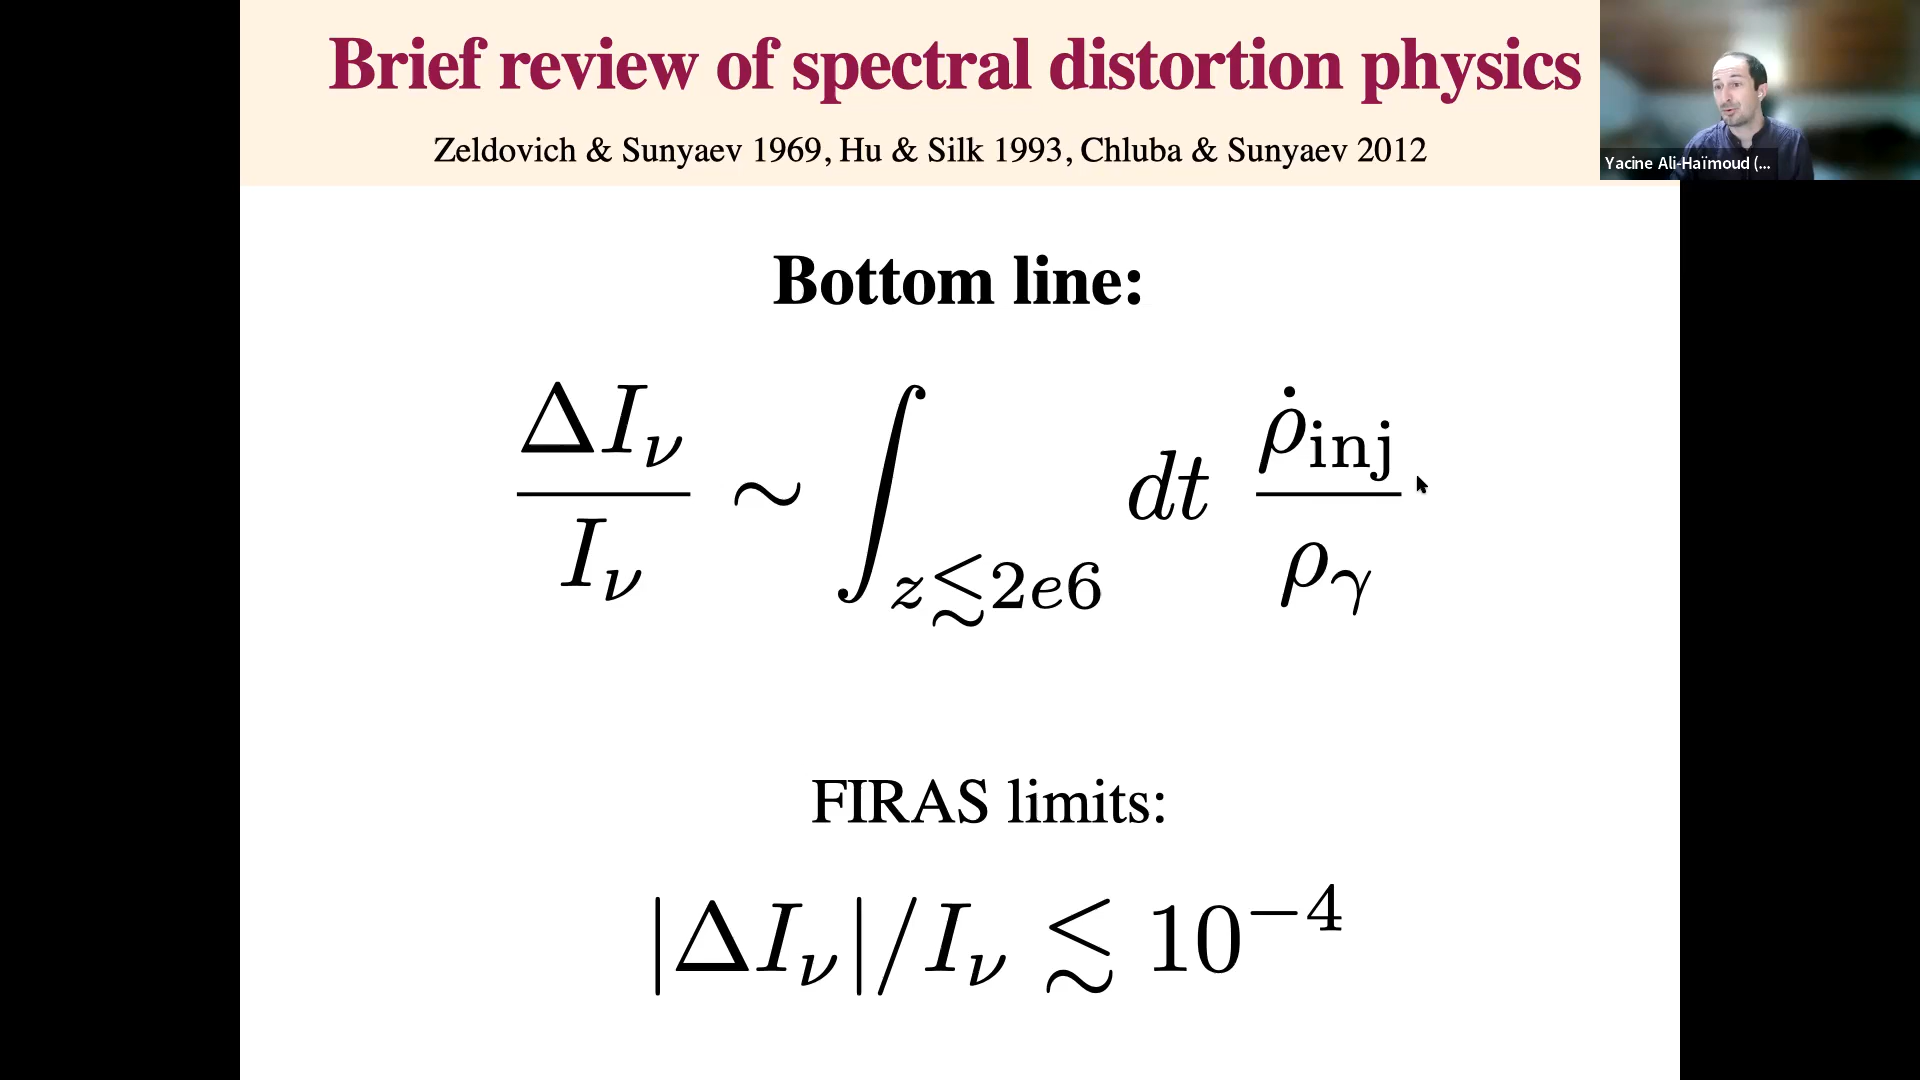 Brief review of spectral distortion physics
Zeldovich & Sunyaev 1969, Hu & Silk 1993, Chluba & Sunyaev 2012
Yacine Ali-Haïmoud (...
Bottom line:
ΔI_ν / I_ν ∼ ∫_{z≲2e6} dt ρ̇_inj / ρ_γ
FIRAS limits:
|ΔI_ν|/I_ν ≲ 10^{−4}